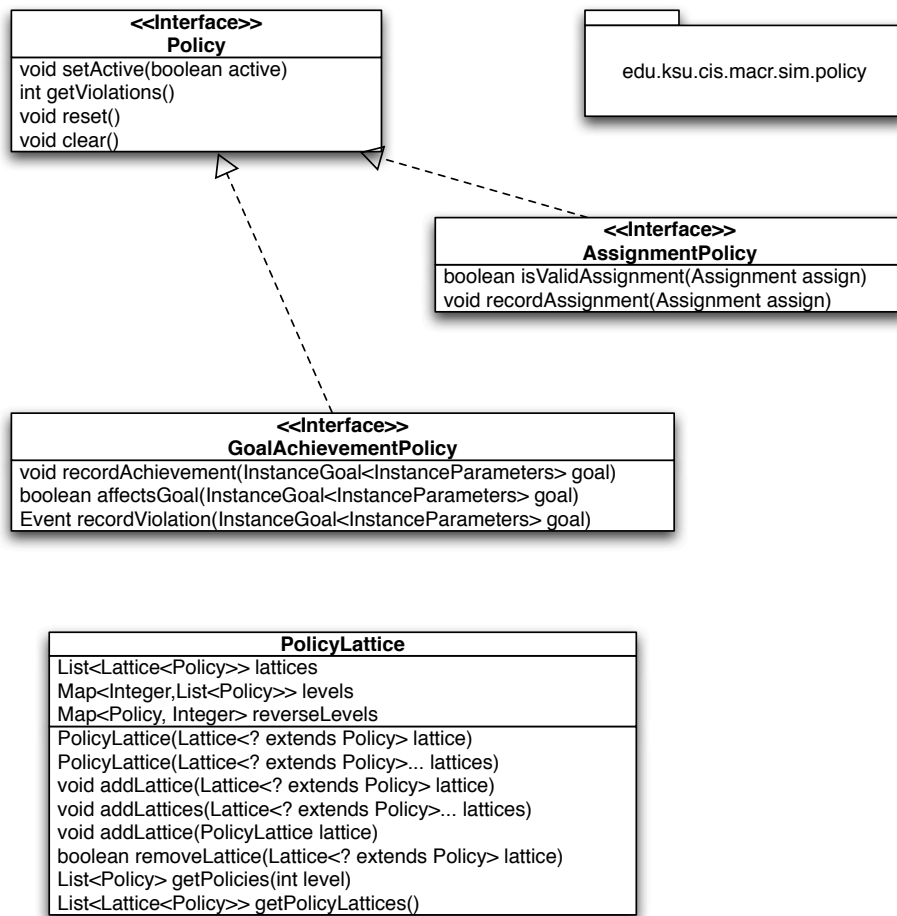 <<Interface>>
Policy
void setActive(boolean active)
int getViolations()
void reset()
void clear()
edu.ksu.cis.macr.sim.policy
<<Interface>>
AssignmentPolicy
boolean isValidAssignment(Assignment assign)
void recordAssignment(Assignment assign)
<<Interface>>
GoalAchievementPolicy
void recordAchievement(InstanceGoal<InstanceParameters> goal)
boolean affectsGoal(InstanceGoal<InstanceParameters> goal)
Event recordViolation(InstanceGoal<InstanceParameters> goal)
PolicyLattice
List<Lattice<Policy>> lattices
Map<Integer,List<Policy>> levels
Map<Policy, Integer> reverseLevels
PolicyLattice(Lattice<? extends Policy> lattice)
PolicyLattice(Lattice<? extends Policy>... lattices)
void addLattice(Lattice<? extends Policy> lattice)
void addLattices(Lattice<? extends Policy>... lattices)
void addLattice(PolicyLattice lattice)
boolean removeLattice(Lattice<? extends Policy> lattice)
List<Policy> getPolicies(int level)
List<Lattice<Policy>> getPolicyLattices()